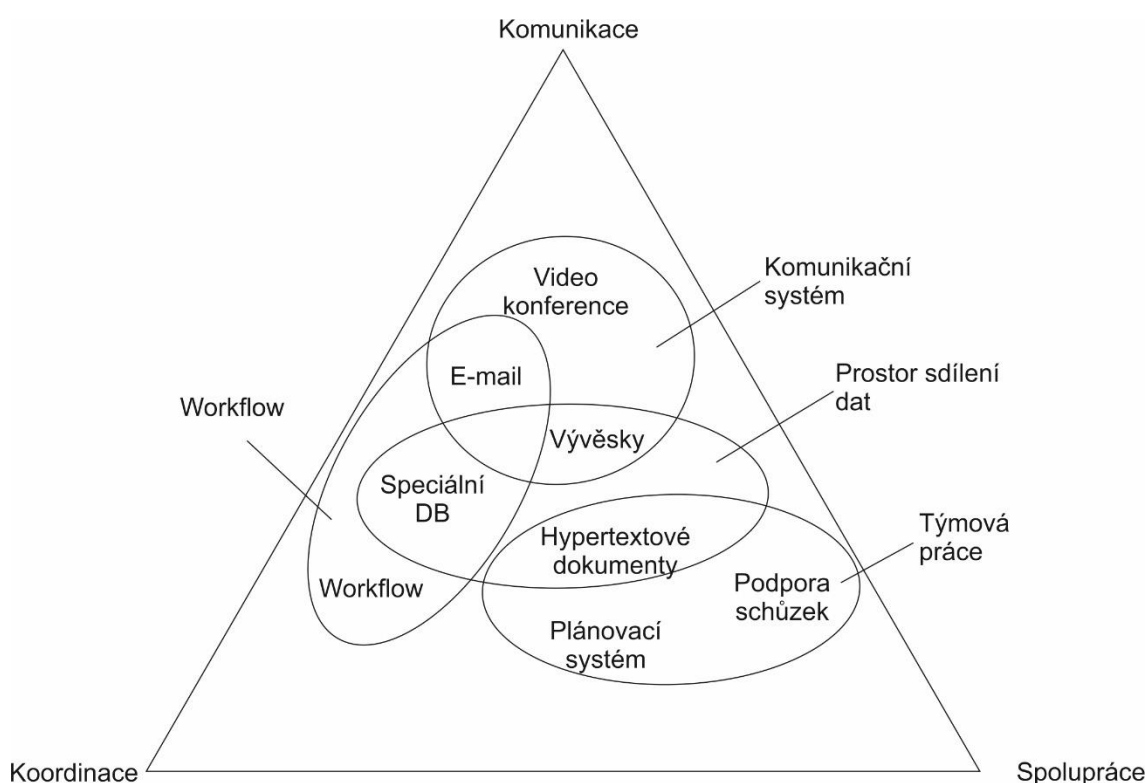 Komunikace
Video
konference
Komunikační
systém
E-mail
Prostor sdílení
dat
Workflow
Vývěsky
Speciální
DB
Hypertextové
dokumenty
Týmová
práce
Workflow
Podpora
schůzek
Plánovací
systém
Koordinace
Spolupráce